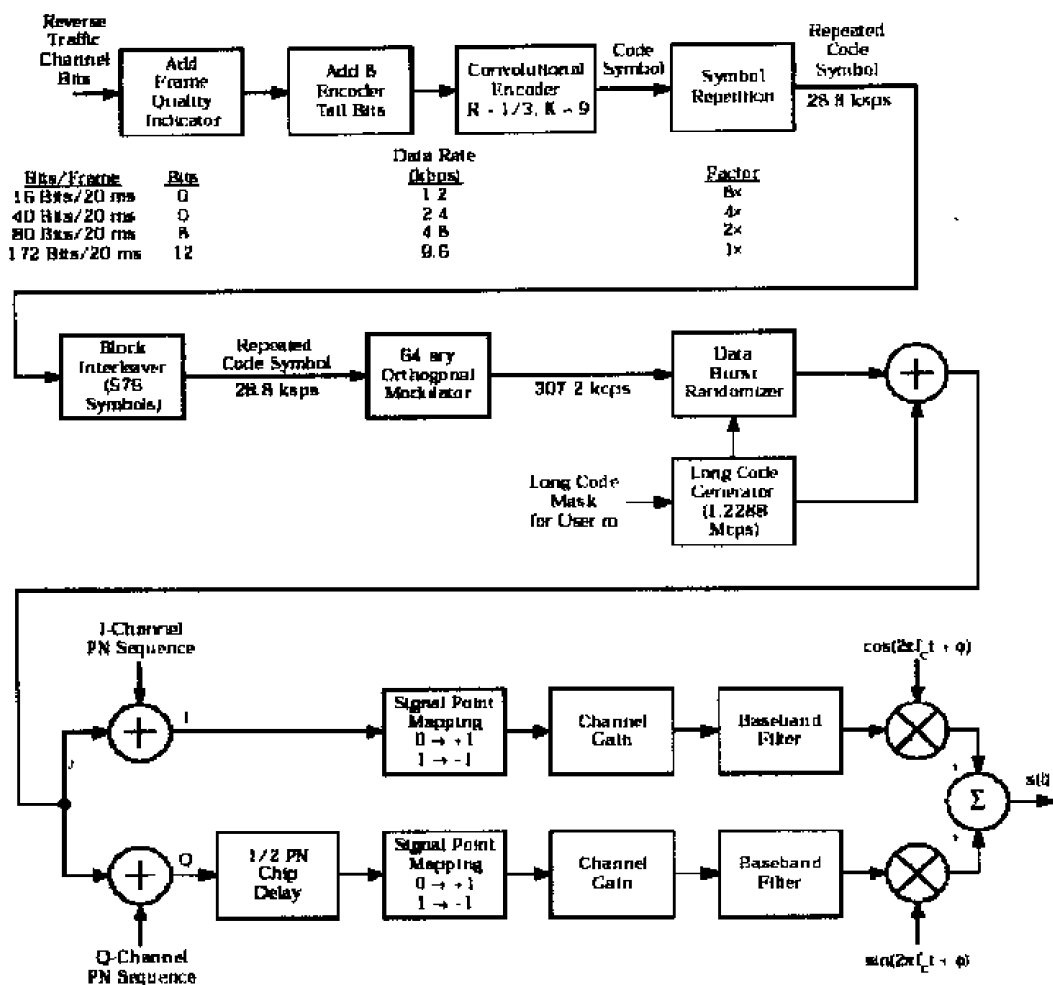 Reverse
Traffic
Channel
Bits
Add
Frame
Quality
Indicator
Add 8
Encoder
Tail Bits
Convolutional
Encoder
R = 1/3, K = 9
Code
Symbol
Symbol
Repetition
Repeated
Code
Symbol
28.8 ksps
Bits/Frame
16 Bits/20 ms
40 Bits/20 ms
80 Bits/20 ms
172 Bits/20 ms
Bits
0
0
8
12
Data Rate
(kbps)
1.2
2.4
4.8
9.6
Factor
8×
4×
2×
1×
Block
Interleaver
(576
Symbols)
Repeated
Code Symbol
28.8 ksps
64-ary
Orthogonal
Modulator
307.2 kcps
Data
Burst
Randomizer
+
Long Code
Mask
for User m
Long Code
Generator
(1.2288
Mcps)
I-Channel
PN Sequence
+
I
Signal Point
Mapping
0 → +1
1 → -1
Channel
Gain
Baseband
Filter
cos(2πf_c t + φ)
Σ
s(t)
+
Q
1/2 PN
Chip
Delay
Signal Point
Mapping
0 → +1
1 → -1
Channel
Gain
Baseband
Filter
Q-Channel
PN Sequence
sin(2πf_c t + φ)